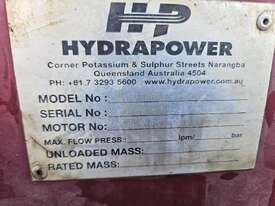 HP
HYDRAPOWER
Corner Potassium & Sulphur Streets Narangba
Queensland Australia 4504
PH : +61.7 3293 5600 www.hydrapower.com.au
MODEL No :
SERIAL No :
MOTOR No:
MAX. FLOW PRESS : lpm/ bar
UNLOADED MASS:
RATED MASS: